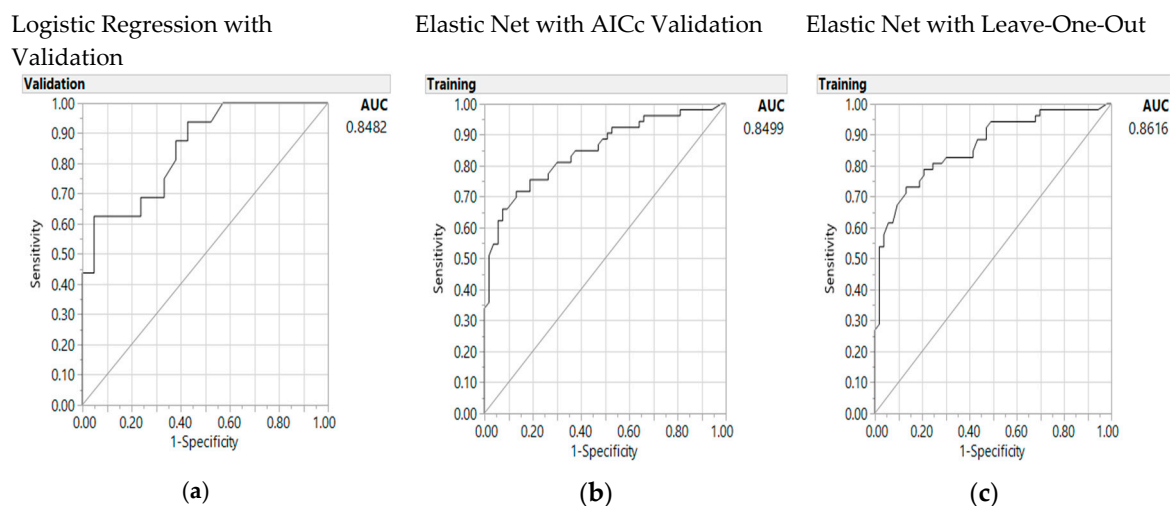 Logistic Regression with
Validation
Validation
AUC
0.8482
1.00
0.90
0.80
0.70
0.60
0.50
0.40
0.30
0.20
0.10
0.00
Sensitivity
0.00 0.20 0.40 0.60 0.80 1.00
1-Specificity
(a)
Elastic Net with AICc Validation
Training
AUC
0.8499
1.00
0.90
0.80
0.70
0.60
0.50
0.40
0.30
0.20
0.10
0.00
Sensitivity
0.00 0.20 0.40 0.60 0.80 1.00
1-Specificity
(b)
Elastic Net with Leave-One-Out
Training
AUC
0.8616
1.00
0.90
0.80
0.70
0.60
0.50
0.40
0.30
0.20
0.10
0.00
Sensitivity
0.00 0.20 0.40 0.60 0.80 1.00
1-Specificity
(c)